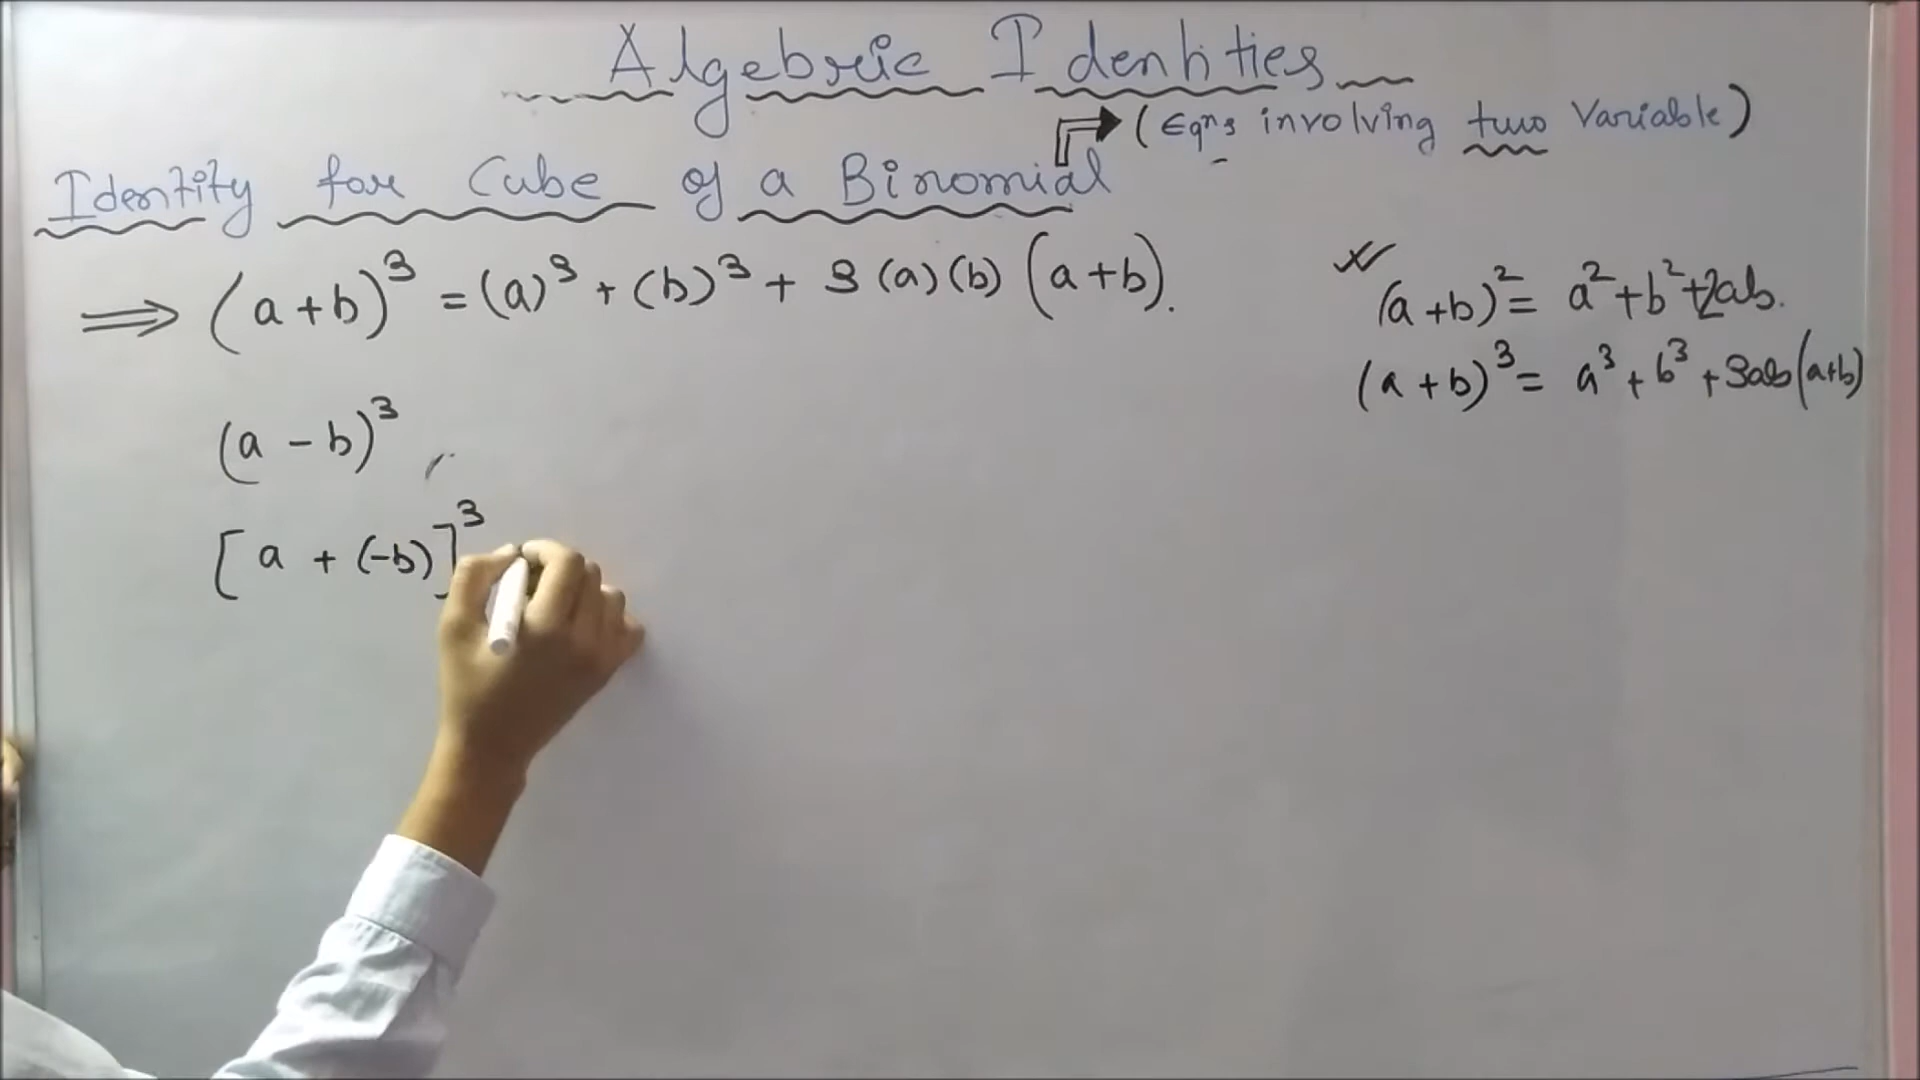 Algebric Identities
(Eqns involving two Variable)
Identity for Cube of a Binomial
⟹ (a+b)³ = (a)³ + (b)³ + 3(a)(b)(a+b).
(a+b)² = a²+b²+2ab.
(a+b)³ = a³+b³+3ab(a+b)
(a - b)³
[a + (-b)]³